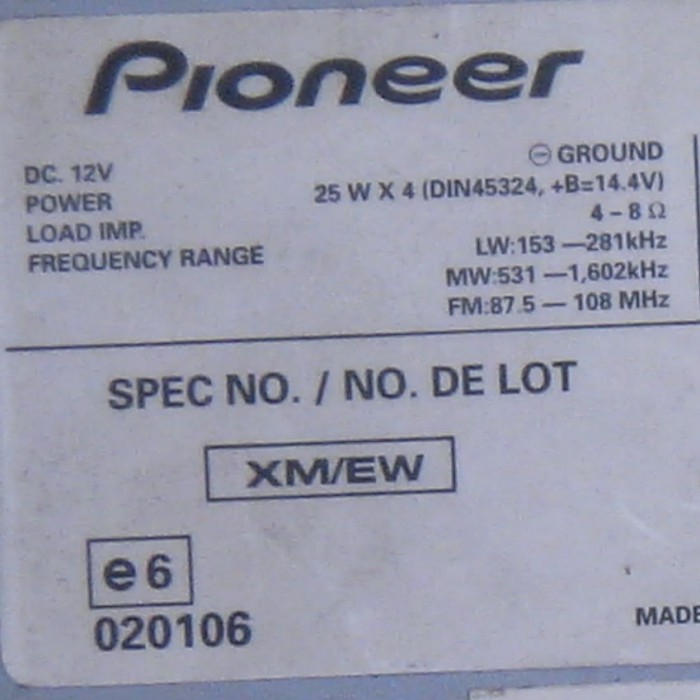 Pioneer
DC. 12V ⊖ GROUND
POWER 25 W X 4 (DIN45324, +B=14.4V)
LOAD IMP. 4 – 8 Ω
FREQUENCY RANGE LW:153 —281kHz
MW:531 —1,602kHz
FM:87.5 — 108 MHz
SPEC NO. / NO. DE LOT
XM/EW
e6
020106
MADE